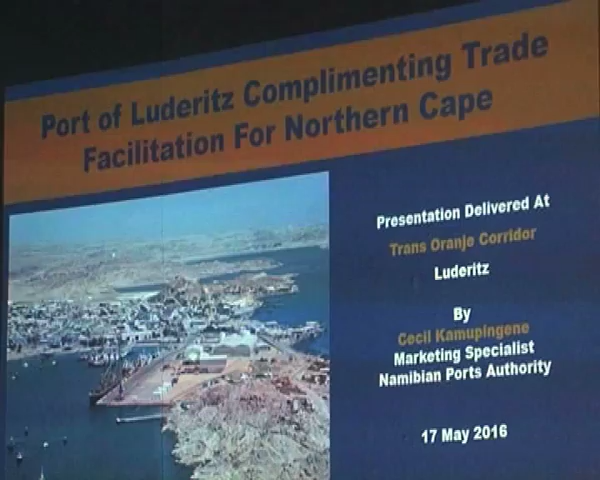 Port of Luderitz Complimenting Trade
Facilitation For Northern Cape
Presentation Delivered At
Trans Oranje Corridor
Luderitz
By
Cecil Kamupingene
Marketing Specialist
Namibian Ports Authority
17 May 2016